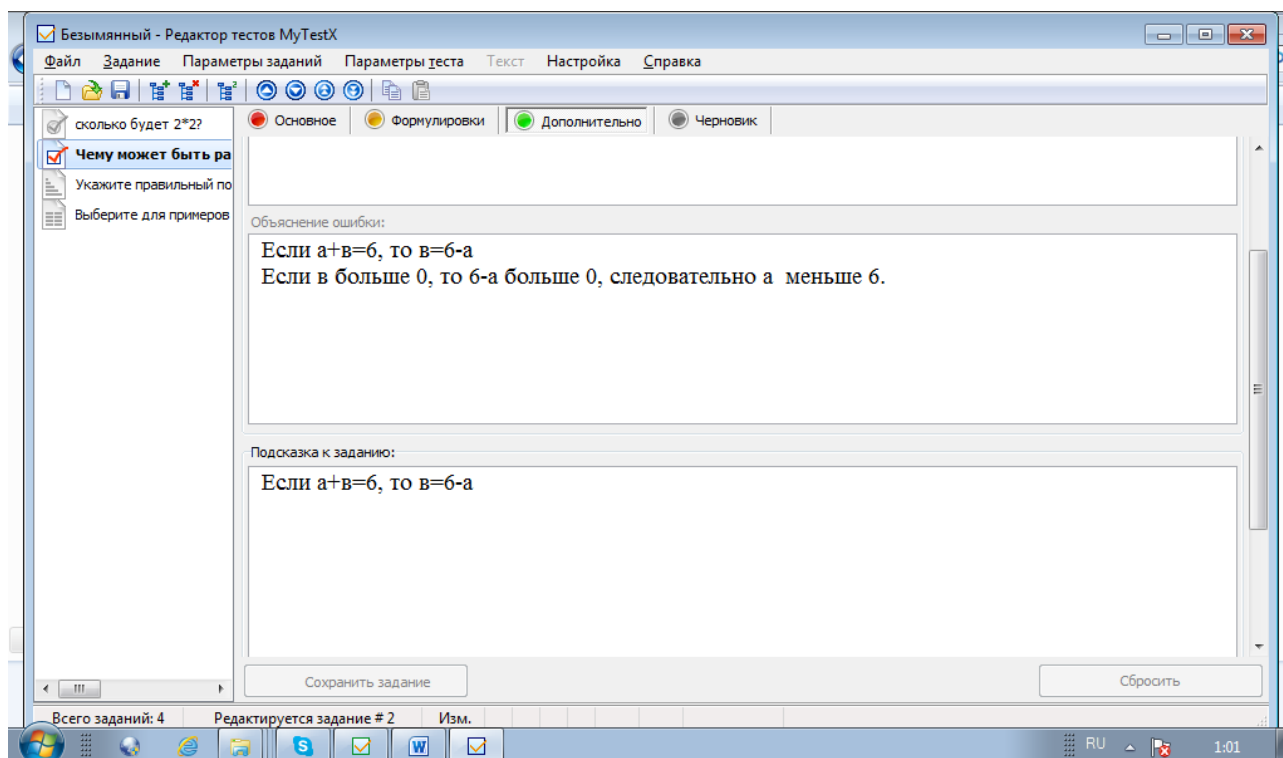 Безымянный - Редактор тестов MyTestX
Файл Задание Параметры заданий Параметры теста Текст Настройка Справка
Основное Формулировки Дополнительно Черновик
сколько будет 2*2?
Чему может быть ра
Укажите правильный по
Выберите для примеров
Объяснение ошибки:
Если а+в=6, то в=6-а
Если в больше 0, то 6-а больше 0, следовательно а меньше 6.
Подсказка к заданию:
Если а+в=6, то в=6-а
Сохранить задание Сбросить
Всего заданий: 4 Редактируется задание # 2 Изм.
RU 1:01